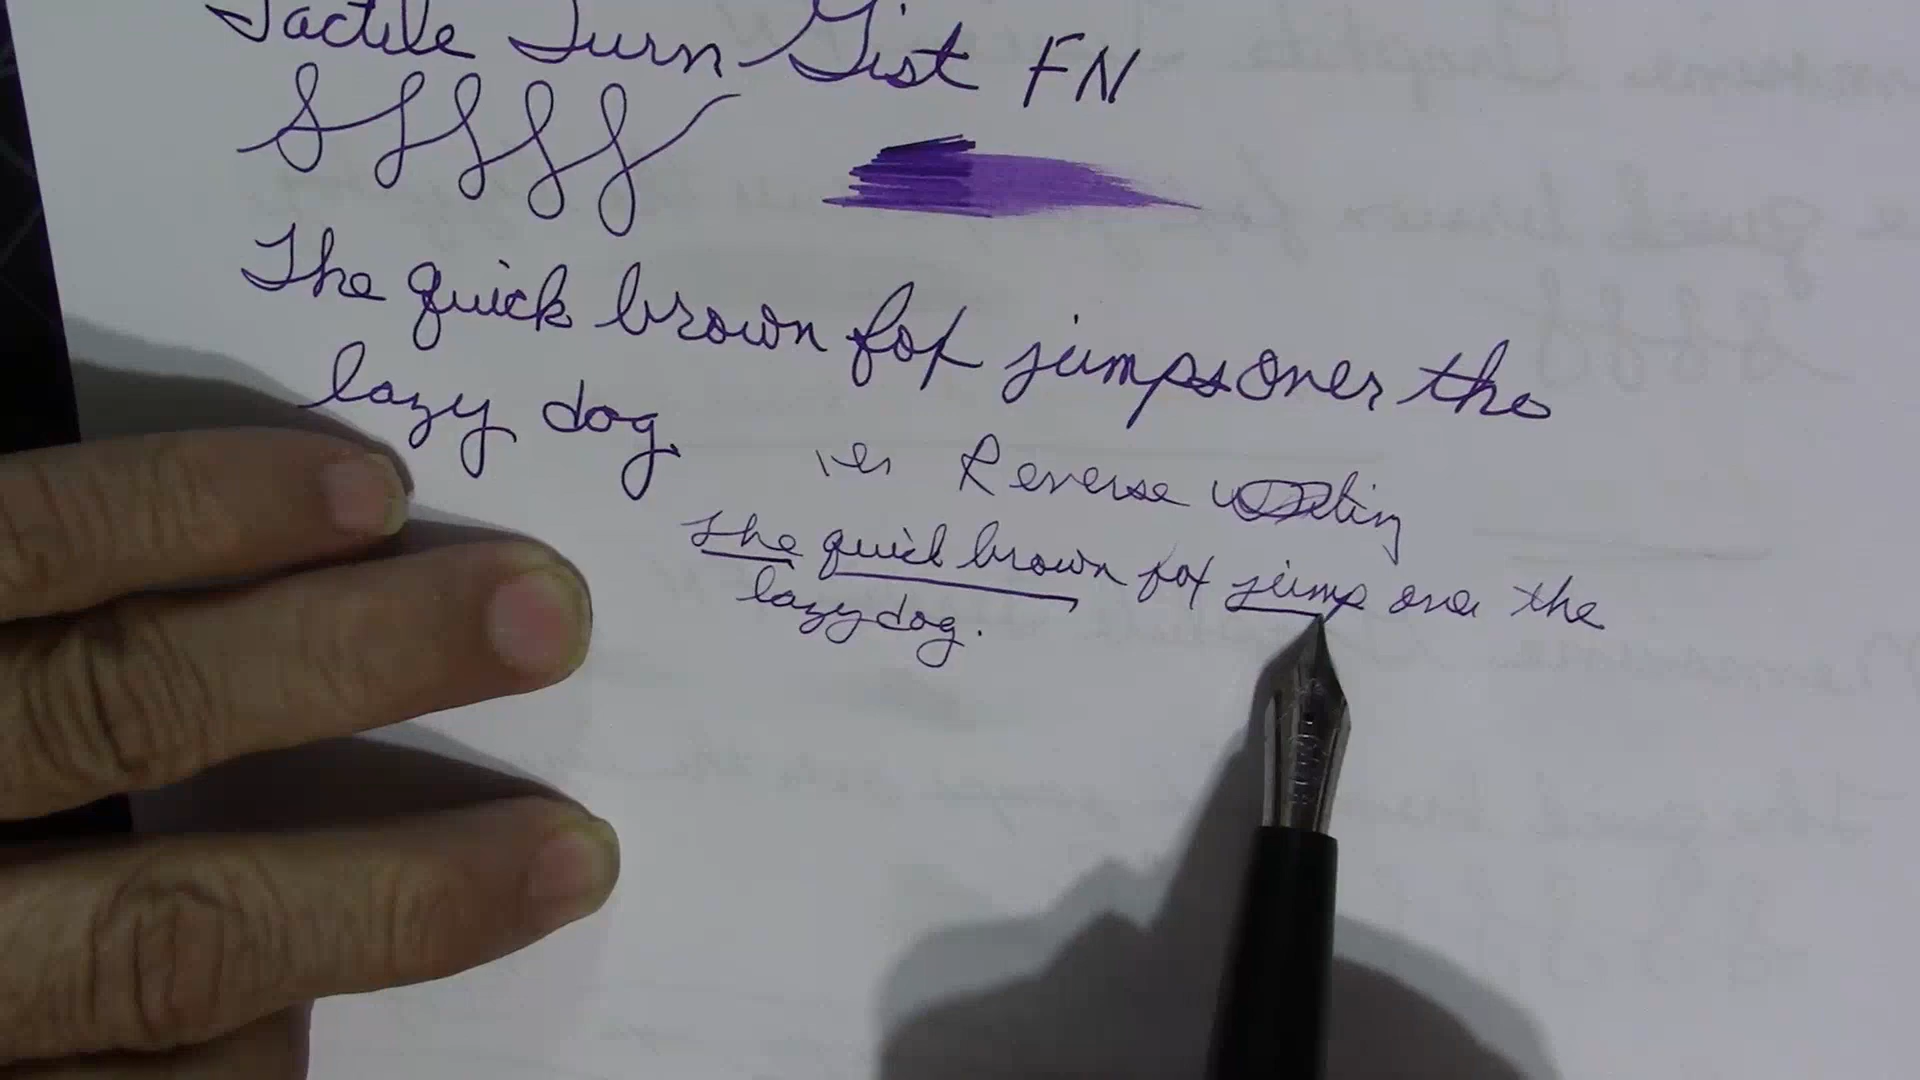 Tactile Turn Gist FN
The quick brown fox jumps over the
lazy dog.
Reverse
The quick brown fox jump over the
lazy dog.